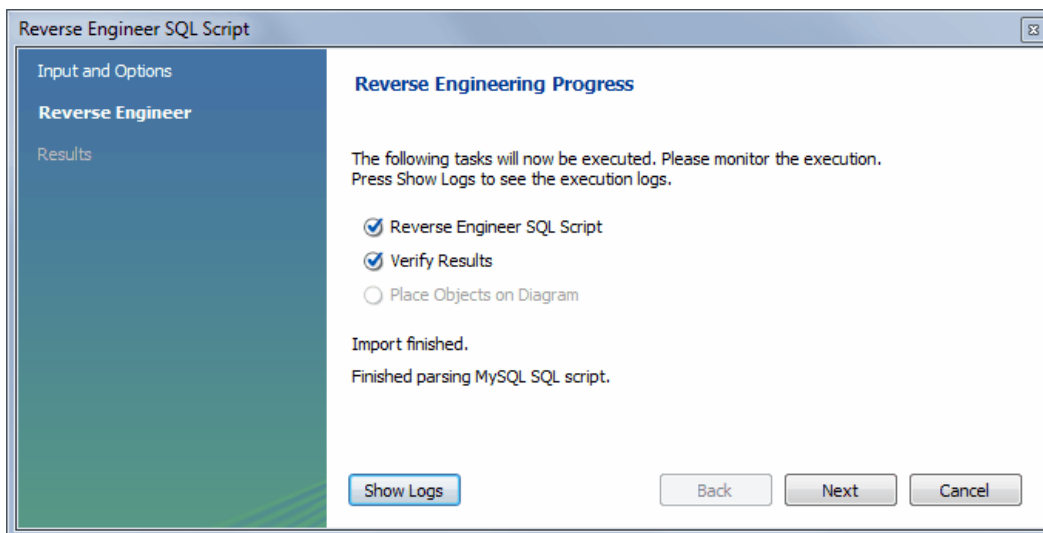 Reverse Engineer SQL Script
Input and Options
Reverse Engineer
Results
Reverse Engineering Progress
The following tasks will now be executed. Please monitor the execution.
Press Show Logs to see the execution logs.
Reverse Engineer SQL Script
Verify Results
Place Objects on Diagram
Import finished.
Finished parsing MySQL SQL script.
Show Logs
Back
Next
Cancel